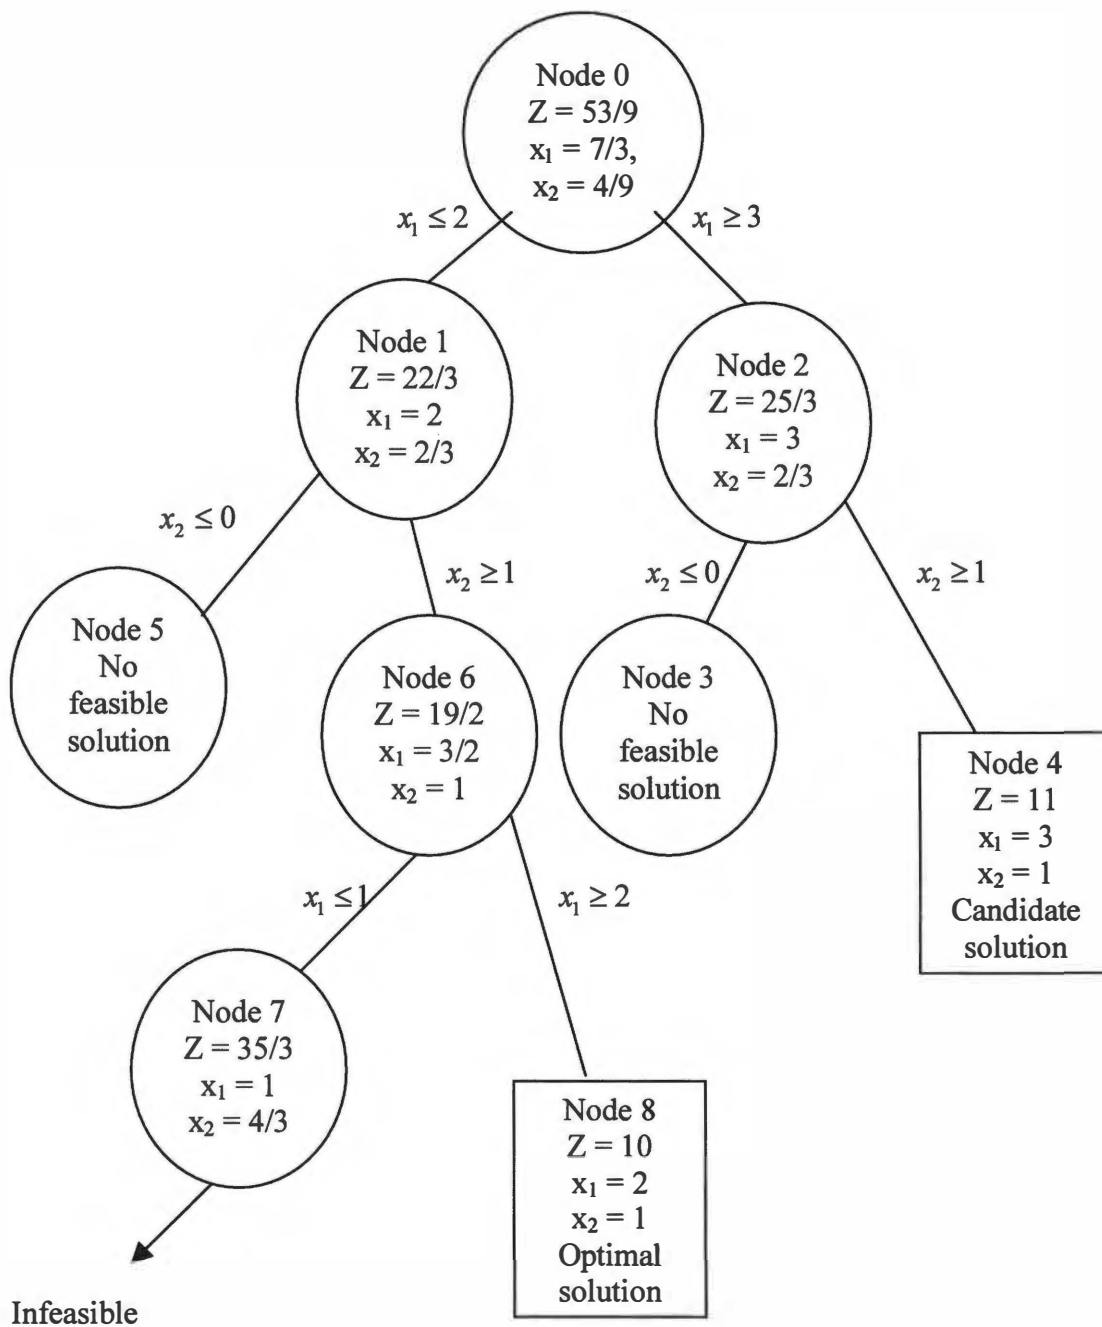 Node 0
Z = 53/9
x₁ = 7/3,
x₂ = 4/9
x₁ ≤ 2
x₁ ≥ 3
Node 1
Z = 22/3
x₁ = 2
x₂ = 2/3
Node 2
Z = 25/3
x₁ = 3
x₂ = 2/3
x₂ ≤ 0
x₂ ≥ 1
x₂ ≤ 0
x₂ ≥ 1
Node 5
No
feasible
solution
Node 6
Z = 19/2
x₁ = 3/2
x₂ = 1
Node 3
No
feasible
solution
Node 4
Z = 11
x₁ = 3
x₂ = 1
Candidate
solution
x₁ ≤ 1
x₁ ≥ 2
Node 7
Z = 35/3
x₁ = 1
x₂ = 4/3
Node 8
Z = 10
x₁ = 2
x₂ = 1
Optimal
solution
Infeasible